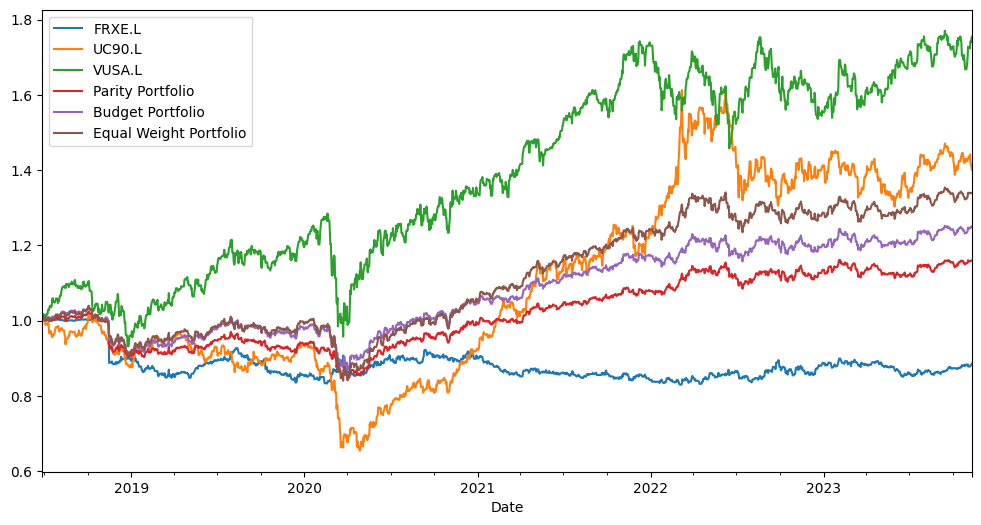 1.8
1.6
1.4
1.2
1.0
0.8
0.6
FRXE.L
UC90.L
VUSA.L
Parity Portfolio
Budget Portfolio
Equal Weight Portfolio
2019 2020 2021 2022 2023
Date